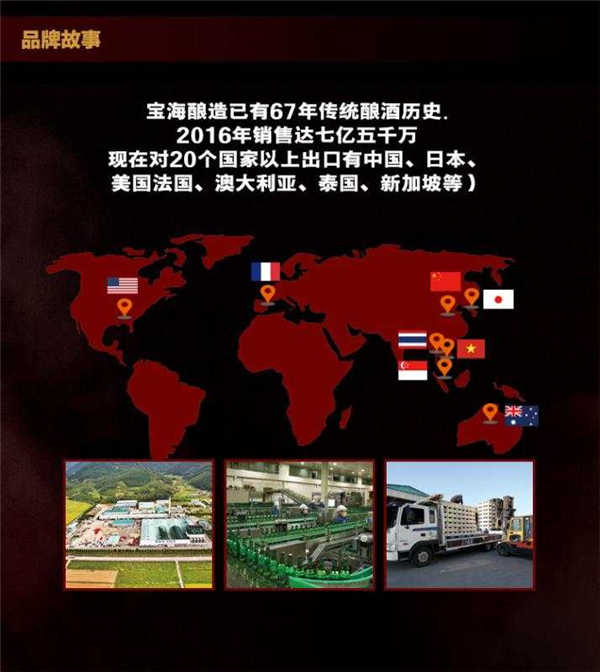 品牌故事
宝海酿造已有67年传统酿酒历史.
2016年销售达七亿五千万
现在对20个国家以上出口有中国、日本、
美国法国、澳大利亚、泰国、新加坡等）